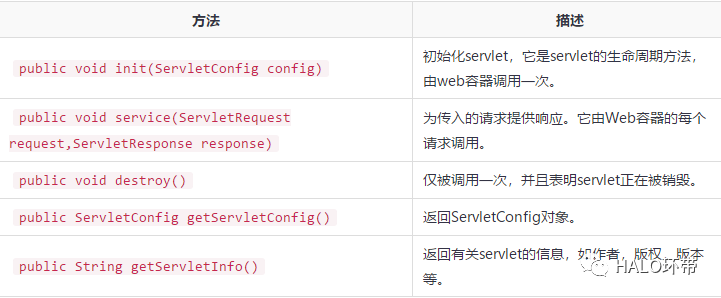 方法 描述
public void init(ServletConfig config) 初始化servlet，它是servlet的生命周期方法，
由web容器调用一次。
public void service(ServletRequest 为传入的请求提供响应。它由Web容器的每个
request,ServletResponse response) 请求调用。
public void destroy() 仅被调用一次，并且表明servlet正在被销毁。
public ServletConfig getServletConfig() 返回ServletConfig对象。
public String getServletInfo() 返回有关servlet的信息，如作者，版权，版本
等。
HALO环带